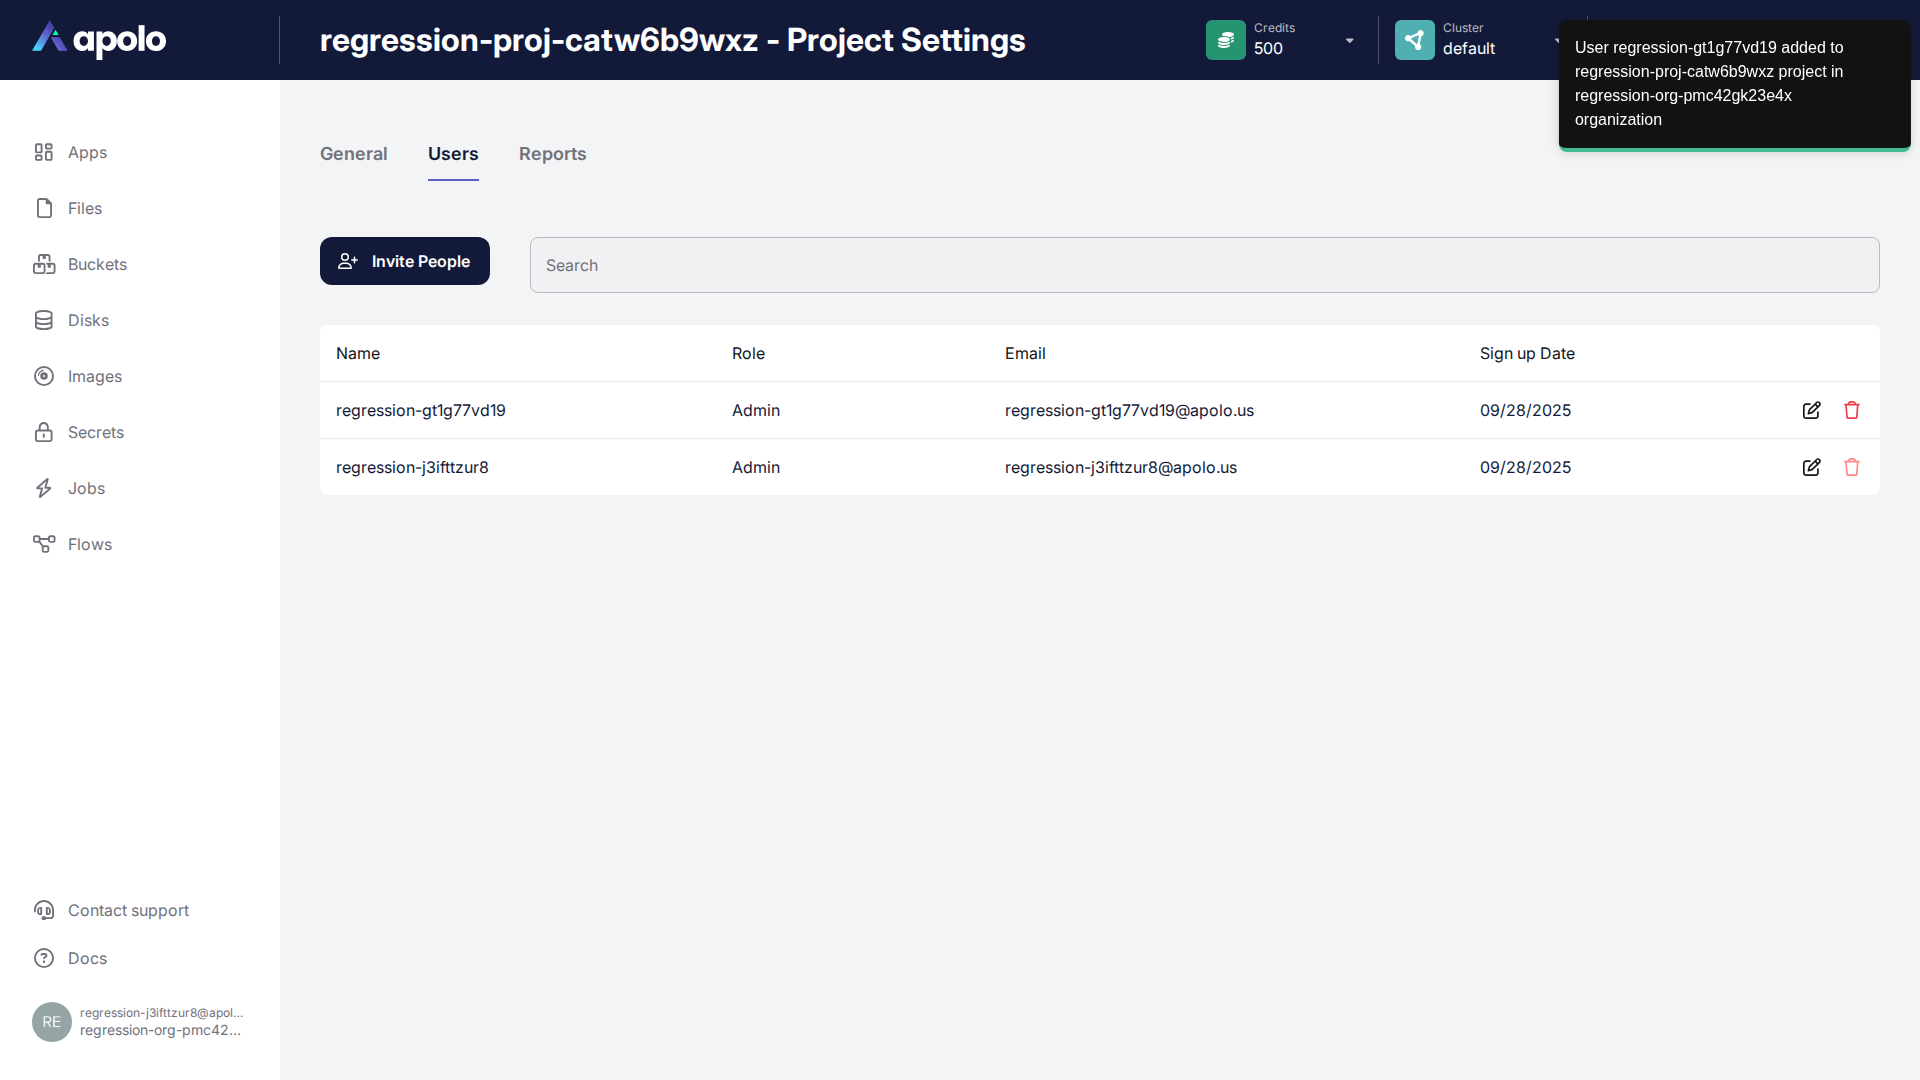 apolo
regression-proj-catw6b9wxz - Project Settings
Credits
500
Cluster
default
User regression-gt1g77vd19 added to
regression-proj-catw6b9wxz project in
regression-org-pmc42gk23e4x
organization
Apps
Files
Buckets
Disks
Images
Secrets
Jobs
Flows
General Users Reports
Invite People
Search
Name Role Email Sign up Date
regression-gt1g77vd19 Admin regression-gt1g77vd19@apolo.us 09/28/2025
regression-j3ifttzur8 Admin regression-j3ifttzur8@apolo.us 09/28/2025
Contact support
Docs
RE
regression-j3ifttzur8@apol...
regression-org-pmc42...